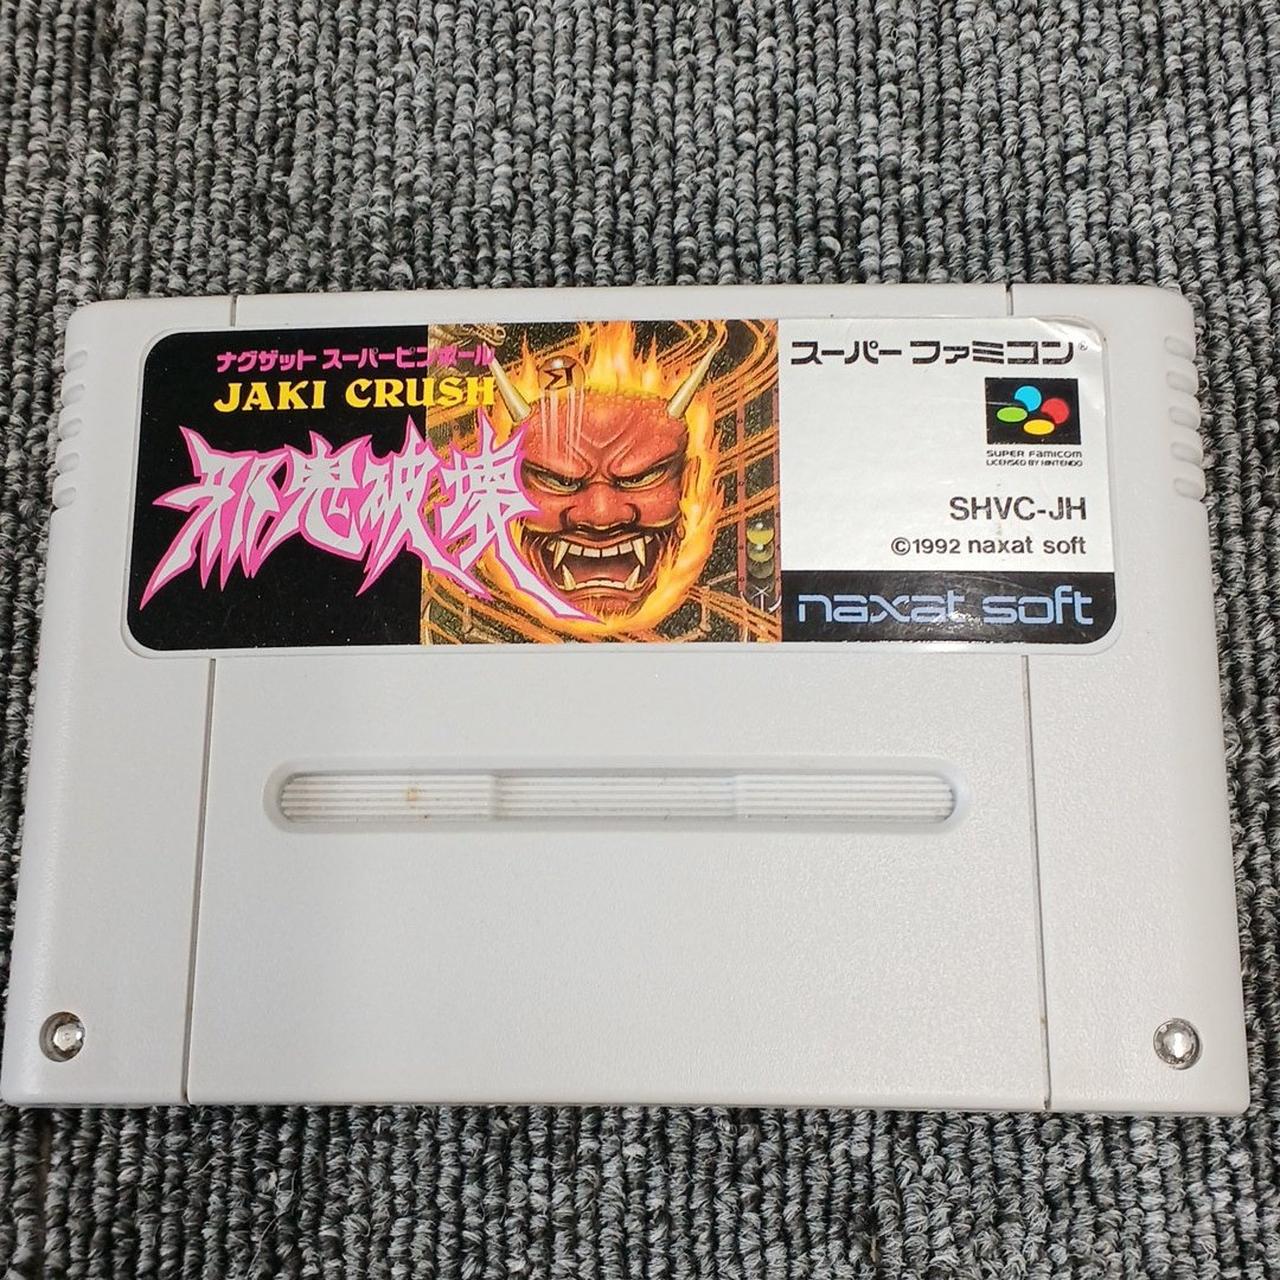 ナグザット スーパーピンボール
JAKI CRUSH
邪鬼破壊
スーパー ファミコン®
SUPER FAMICOM
LICENSED BY NINTENDO
SHVC-JH
©1992 naxat soft
naxat soft